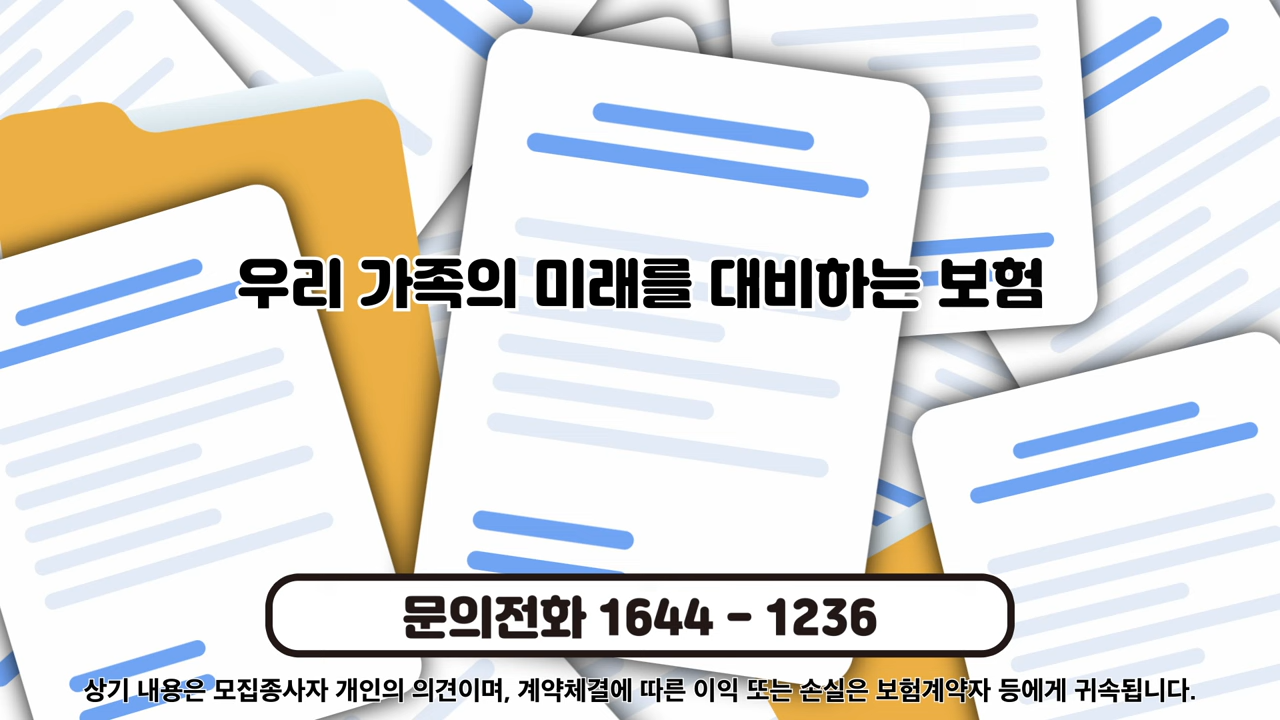 우리 가족의 미래를 대비하는 보험
문의전화 1644 - 1236
상기 내용은 모집종사자 개인의 의견이며, 계약체결에 따른 이익 또는 손실은 보험계약자 등에게 귀속됩니다.